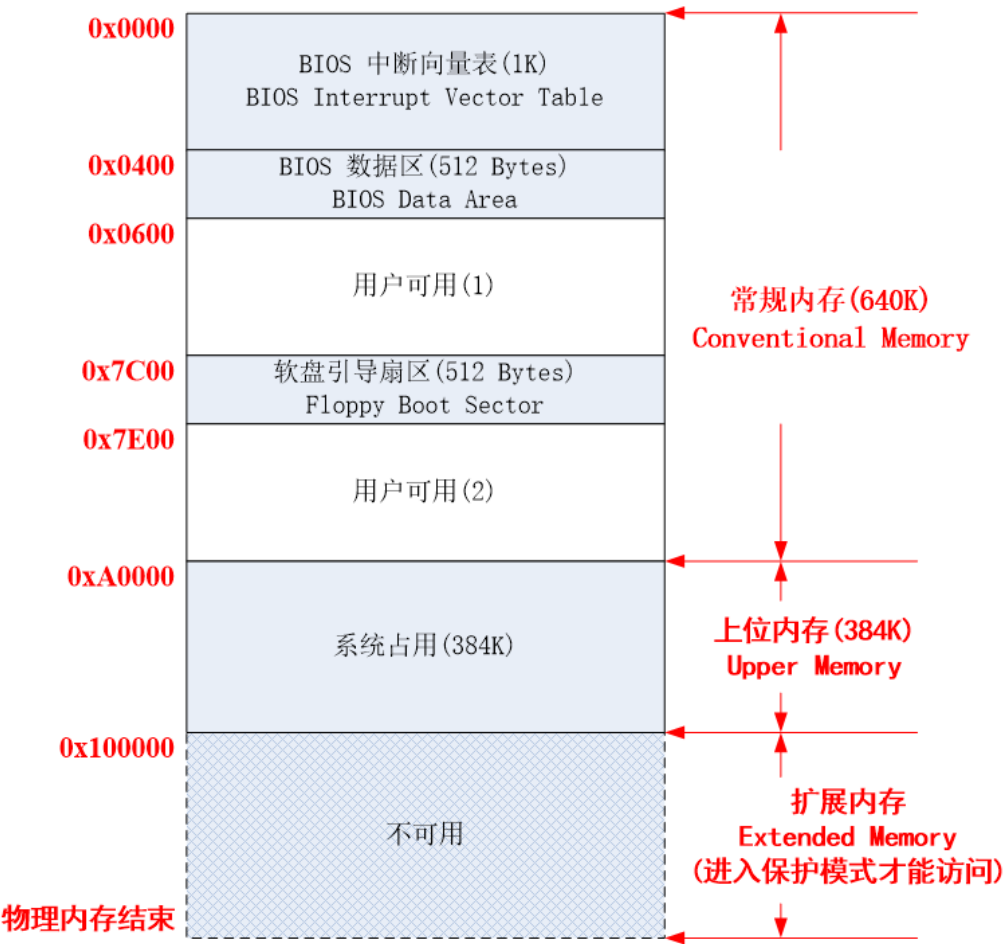 0x0000
BIOS 中断向量表(1K)
BIOS Interrupt Vector Table
0x0400
BIOS 数据区(512 Bytes)
BIOS Data Area
0x0600
用户可用(1)
常规内存(640K)
Conventional Memory
0x7C00
软盘引导扇区(512 Bytes)
Floppy Boot Sector
0x7E00
用户可用(2)
0xA0000
系统占用(384K)
上位内存(384K)
Upper Memory
0x100000
不可用
扩展内存
Extended Memory
(进入保护模式才能访问)
物理内存结束